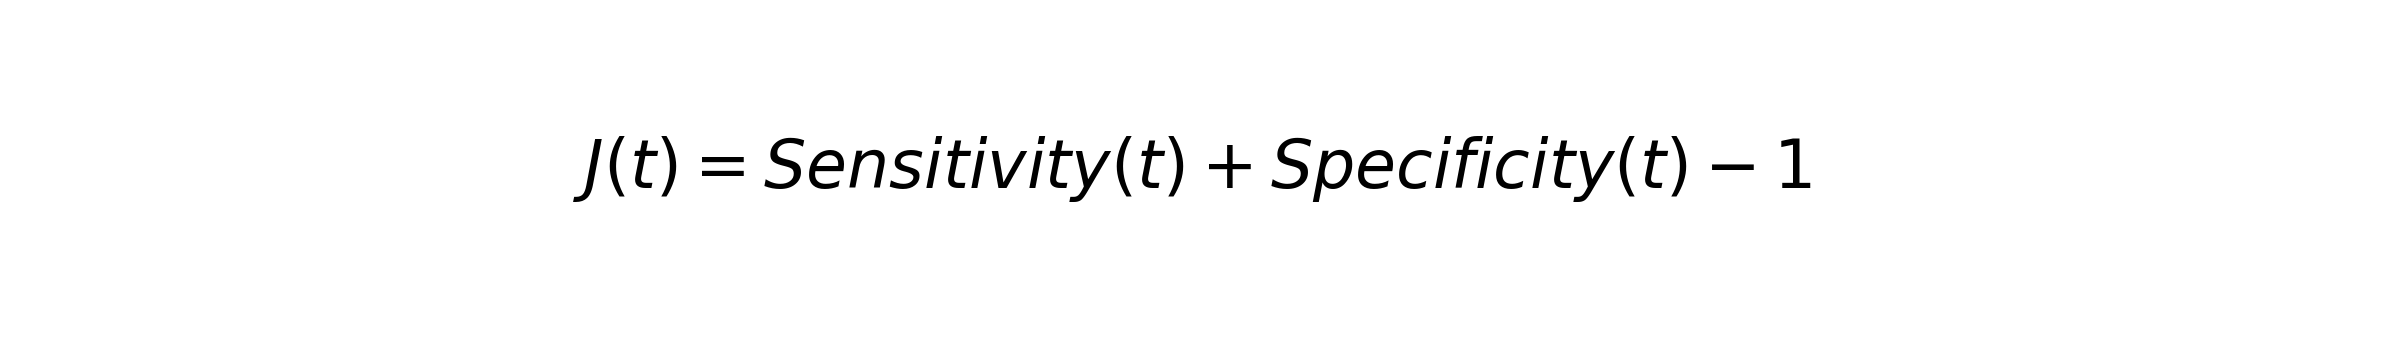 J(t) = Sensitivity(t) + Specificity(t) − 1